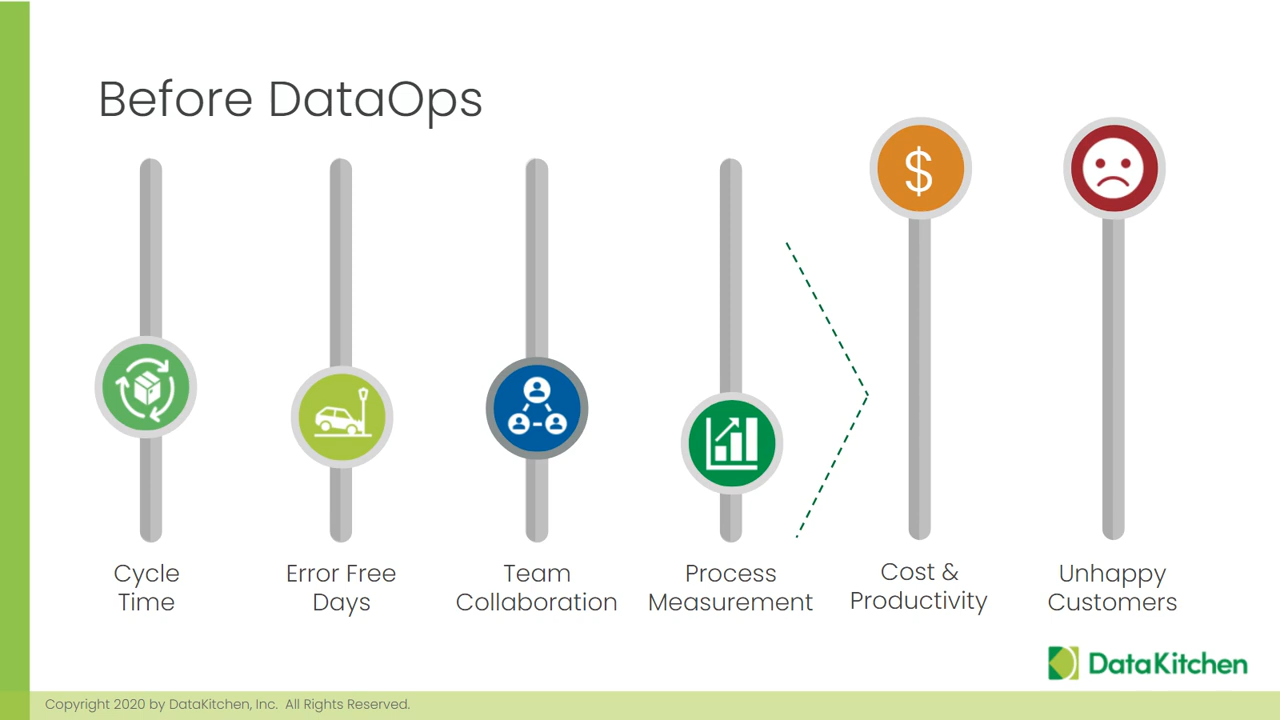 Before DataOps
$
Cycle
Time
Error Free
Days
Team
Collaboration
Process
Measurement
Cost &
Productivity
Unhappy
Customers
DataKitchen
Copyright 2020 by DataKitchen, Inc.  All Rights Reserved.